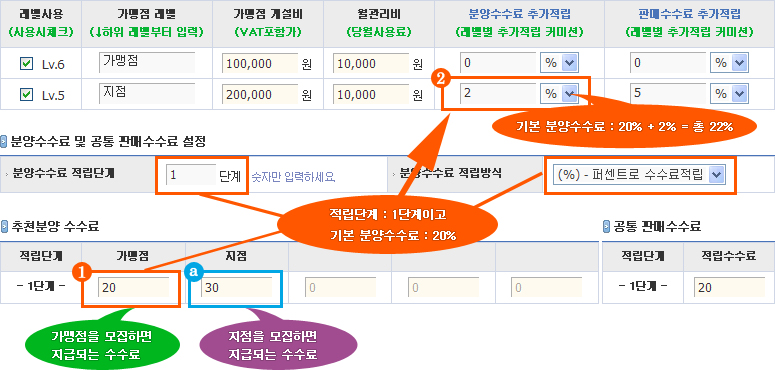 레벨사용 가맹점 레벨 가맹점 개설비 월관리비 분양수수료 추가적립 판매수수료 추가적립
(사용시체크) (↓하위 레벨부터 입력) (VAT포함가) (당월사용료) (레벨별 추가적립 커미션) (레벨별 추가적립 커미션)
Lv.6 가맹점 100,000 원 10,000 원 0 % 0 %
2
Lv.5 지점 200,000 원 10,000 원 2 % 5 %
기본 분양수수료 : 20% + 2% = 총 22%
분양수수료 및 공통 판매수수료 설정
분양수수료 적립단계 1 단계 숫자만 입력하세요. 분양수수료 적립방식 (%) - 퍼센트로 수수료적립
적립단계 : 1단계이고
기본 분양수수료 : 20%
추천분양 수수료 공통 판매수수료
적립단계 가맹점 지점 적립단계 적립수수료
1 a
- 1단계 - 20 30 0 0 0 - 1단계 - 20
가맹점을 모집하면
지급되는 수수료
지점을 모집하면
지급되는 수수료